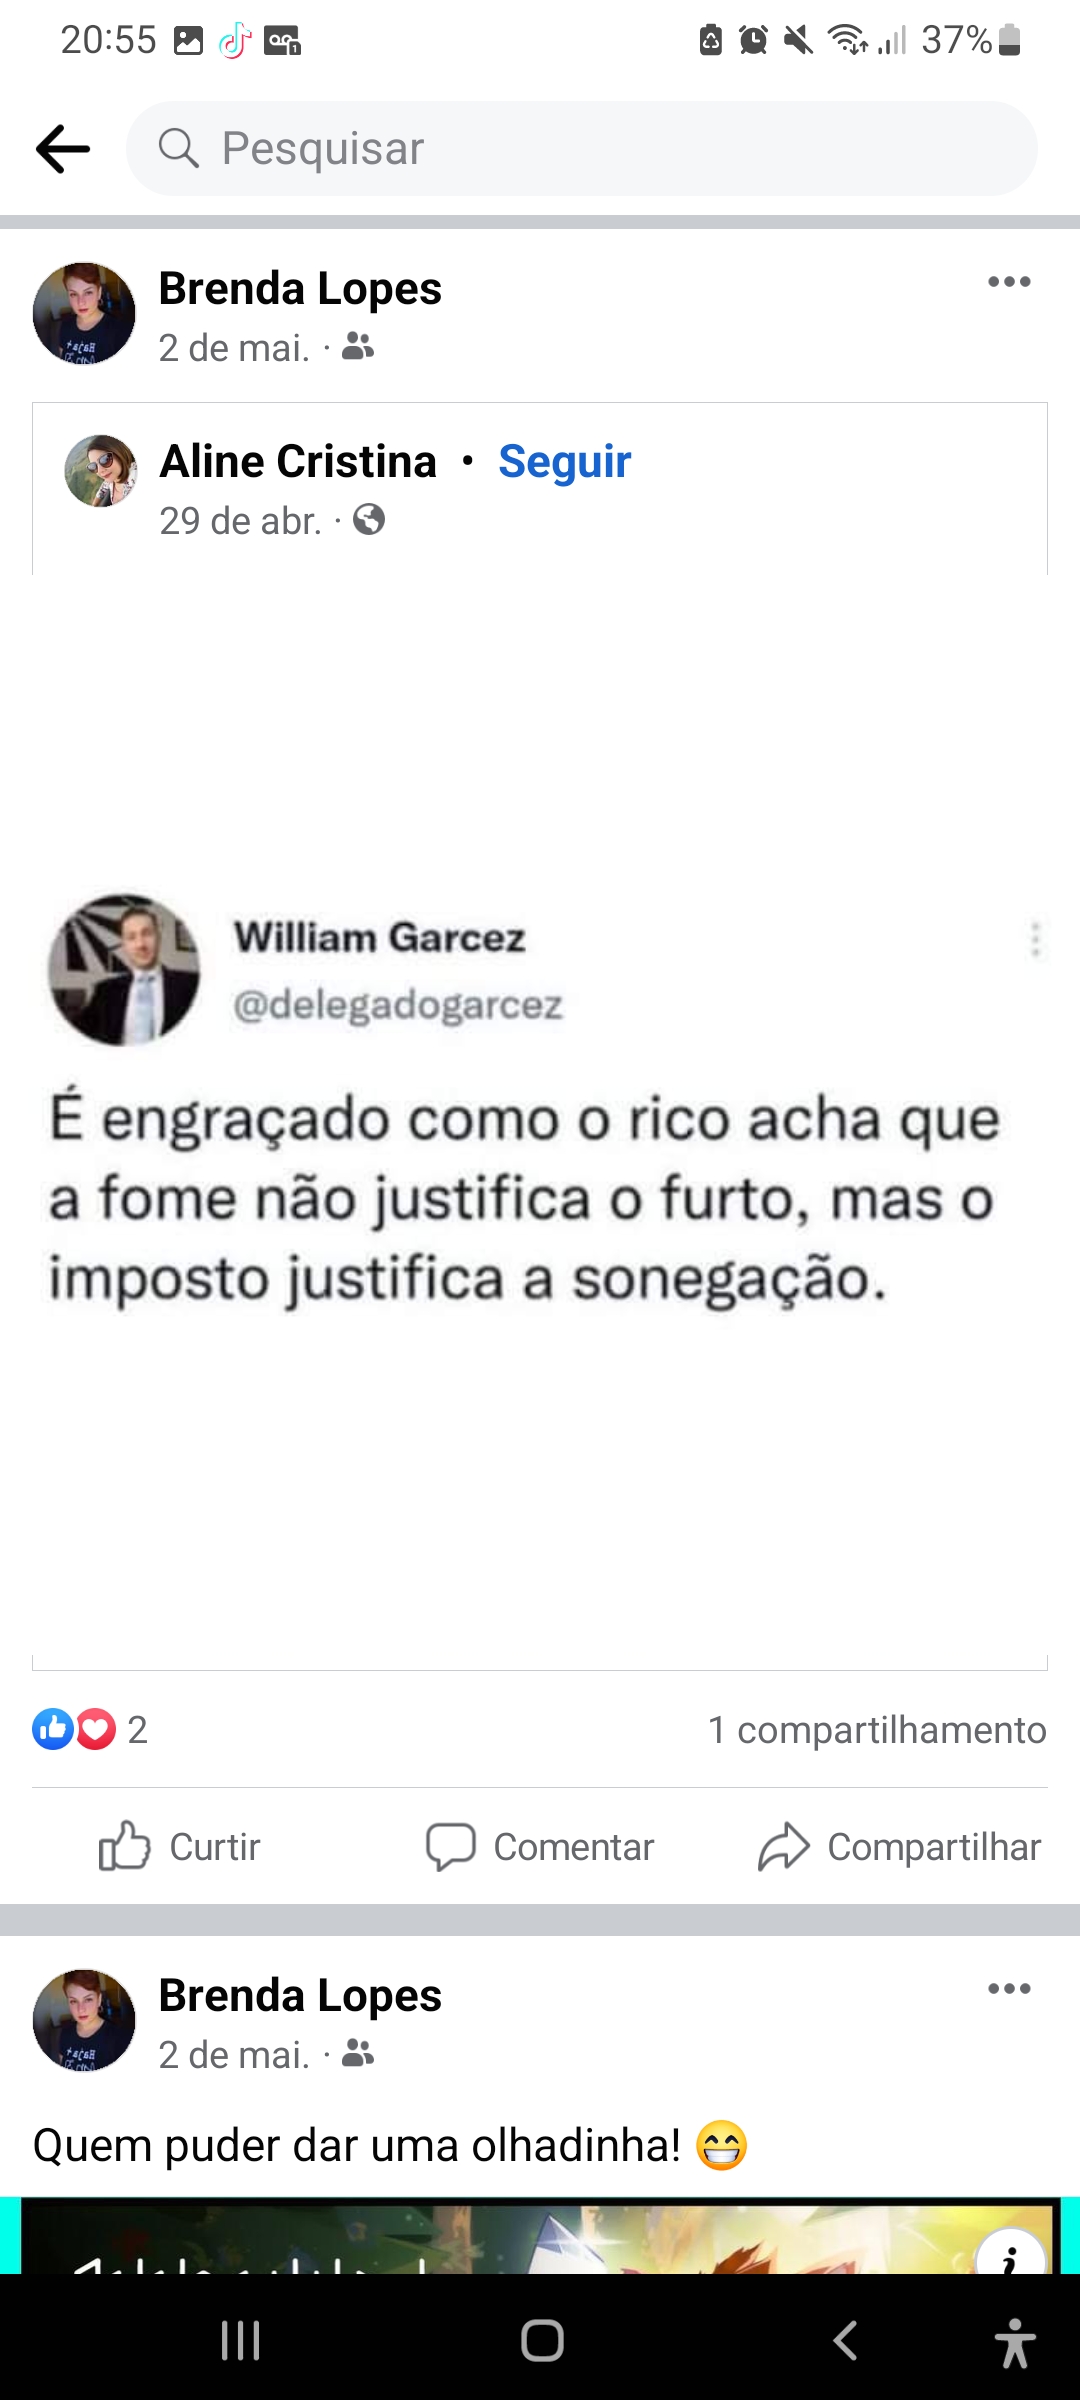 20:55
37%
Pesquisar
Brenda Lopes
2 de mai. ·
Aline Cristina • Seguir
29 de abr. ·
William Garcez
@delegadogarcez
É engraçado como o rico acha que
a fome não justifica o furto, mas o
imposto justifica a sonegação.
2
1 compartilhamento
Curtir
Comentar
Compartilhar
Brenda Lopes
2 de mai. ·
Quem puder dar uma olhadinha! 😁
i